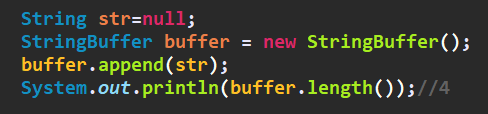 String str=null;
StringBuffer buffer = new StringBuffer();
buffer.append(str);
System.out.println(buffer.length());//4